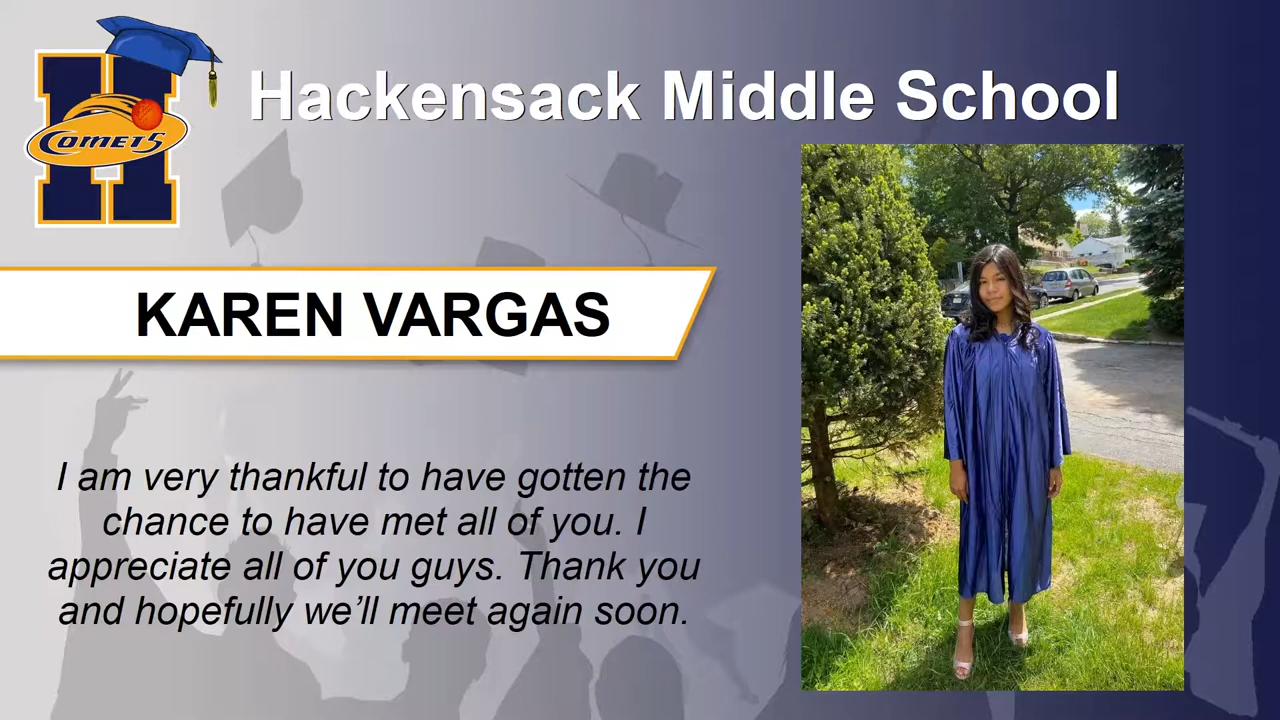 COMETS
Hackensack Middle School
KAREN VARGAS
I am very thankful to have gotten the
chance to have met all of you. I
appreciate all of you guys. Thank you
and hopefully we’ll meet again soon.